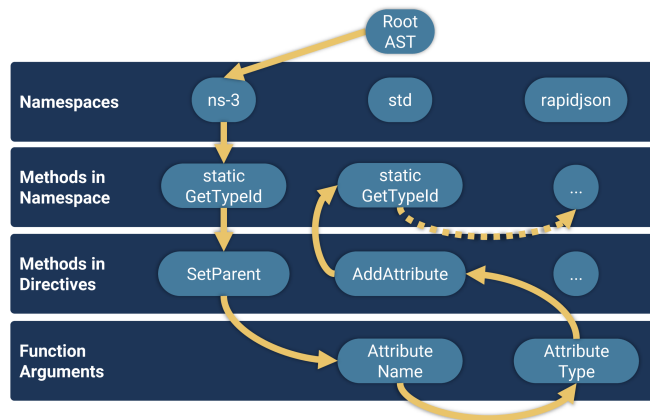 Root
AST
Namespaces
ns-3
std
rapidjson
Methods in
Namespace
static
GetTypeId
static
GetTypeId
...
Methods in
Directives
SetParent
AddAttribute
...
Function
Arguments
Attribute
Name
Attribute
Type